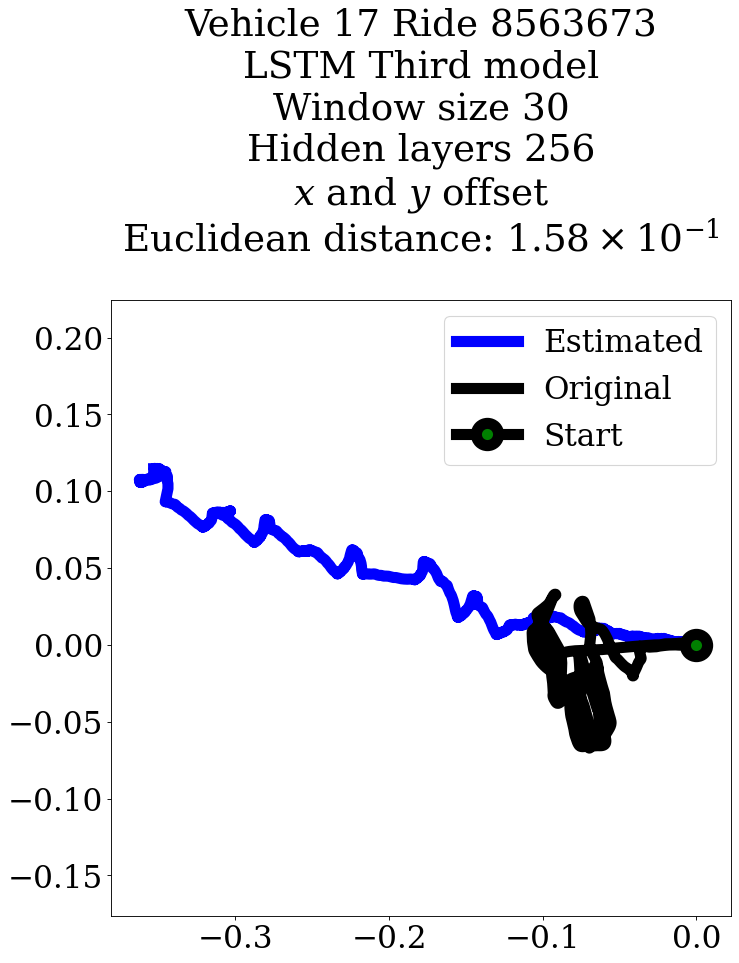 Vehicle 17 Ride 8563673
LSTM Third model
Window size 30
Hidden layers 256
x and y offset
Euclidean distance: 1.58 × 10⁻¹
Estimated
Original
Start
0.20
0.15
0.10
0.05
0.00
−0.05
−0.10
−0.15
−0.3
−0.2
−0.1
0.0